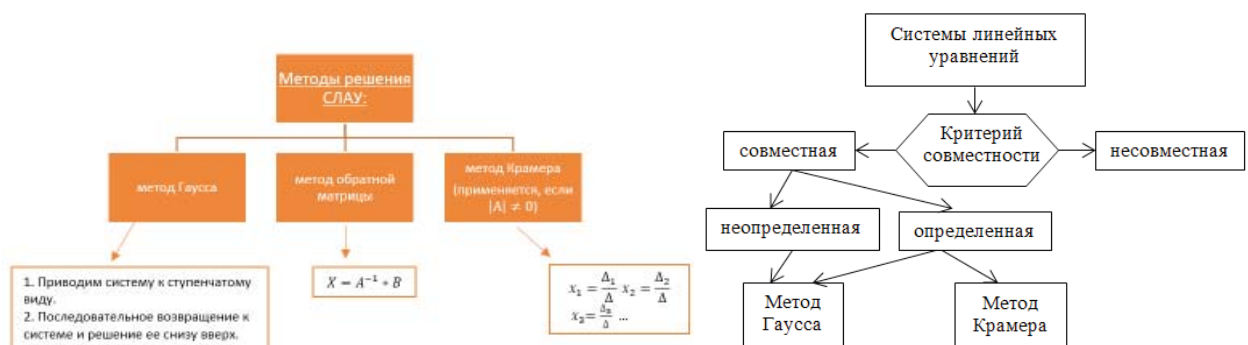 Методы решения
СЛАУ:
метод Гаусса
метод обратной
матрицы
метод Крамера
(применяется, если
|A| ≠ 0)
1. Приводим систему к ступенчатому
виду.
2. Последовательное возвращение к
системе и решение ее снизу вверх.
X = A⁻¹ * B
x₁ = Δ₁/Δ x₂ = Δ₂/Δ
x₃= Δ₃/Δ ...
Системы линейных
уравнений
Критерий
совместности
совместная
несовместная
неопределенная
определенная
Метод
Гаусса
Метод
Крамера